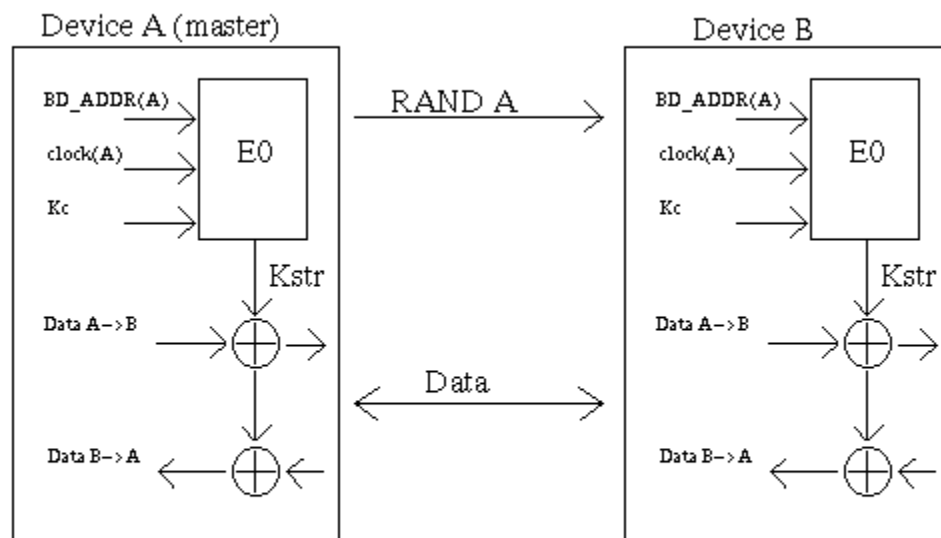 Device A (master)
BD_ADDR(A)
clock(A)
Kc
E0
Kstr
Data A->B
Data B->A
RAND A
Data
Device B
BD_ADDR(A)
clock(A)
Kc
E0
Kstr
Data A->B
Data B->A